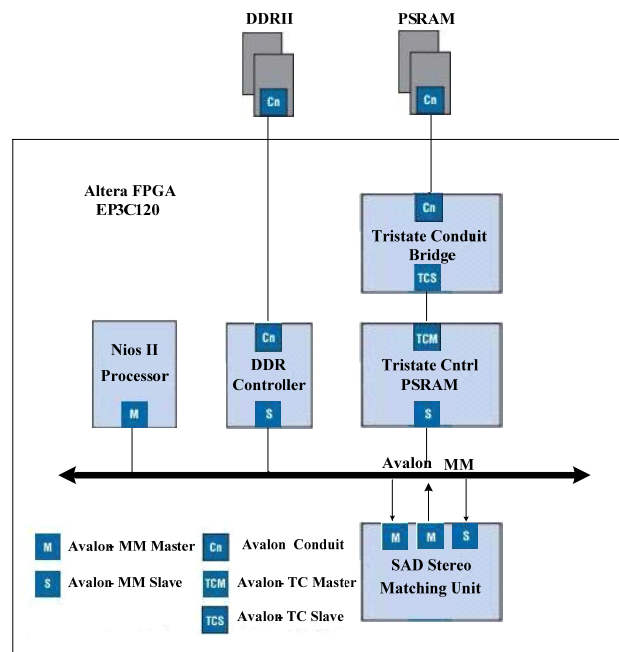 DDRII
PSRAM
Cn
Cn
Altera FPGA
EP3C120
Cn
Tristate Conduit
Bridge
TCS
Nios II
Processor
M
Cn
DDR
Controller
S
TCM
Tristate Cntrl
PSRAM
S
Avalon MM
M
M
S
SAD Stereo
Matching Unit
M Avalon- MM Master
S Avalon-MM Slave
Cn Avalon Conduit
TCM Avalon-TC Master
TCS Avalon-TC Slave